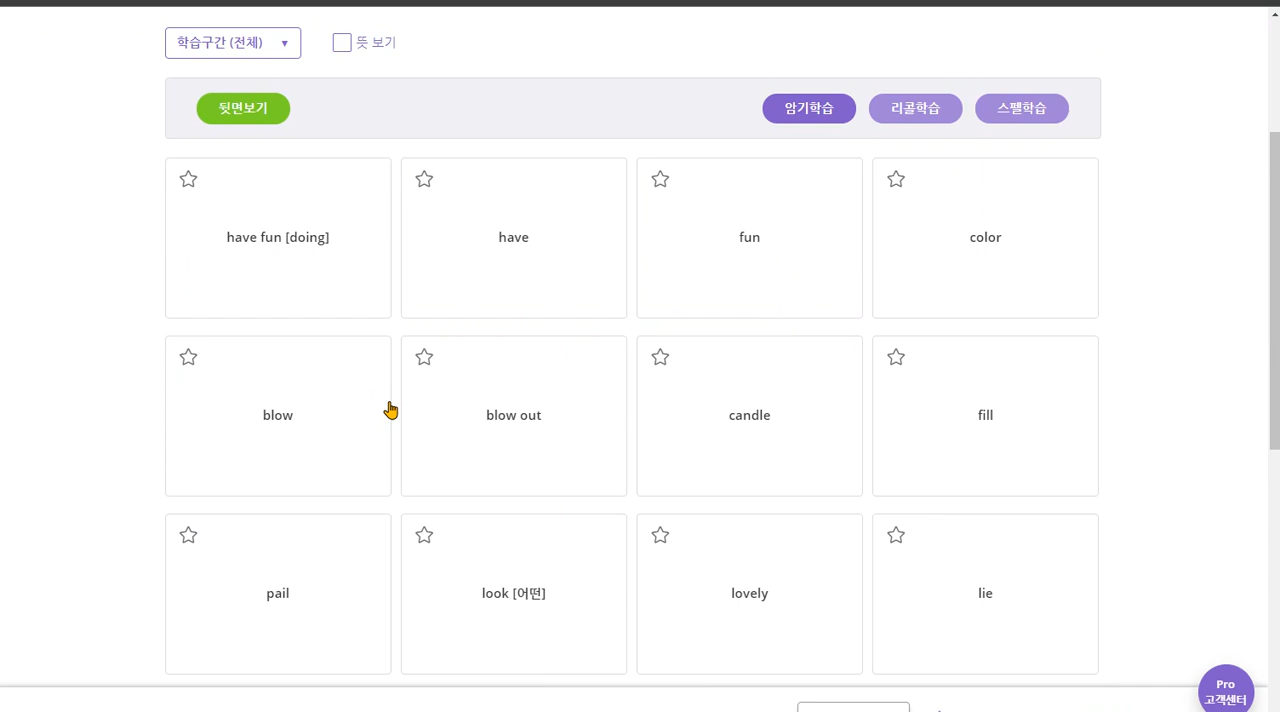 학습구간 (전체) ▼ 뜻 보기
뒷면보기 암기학습 리콜학습 스펠학습
have fun [doing] have fun color
blow blow out candle fill
pail look [어떤] lovely lie
Pro
고객센터